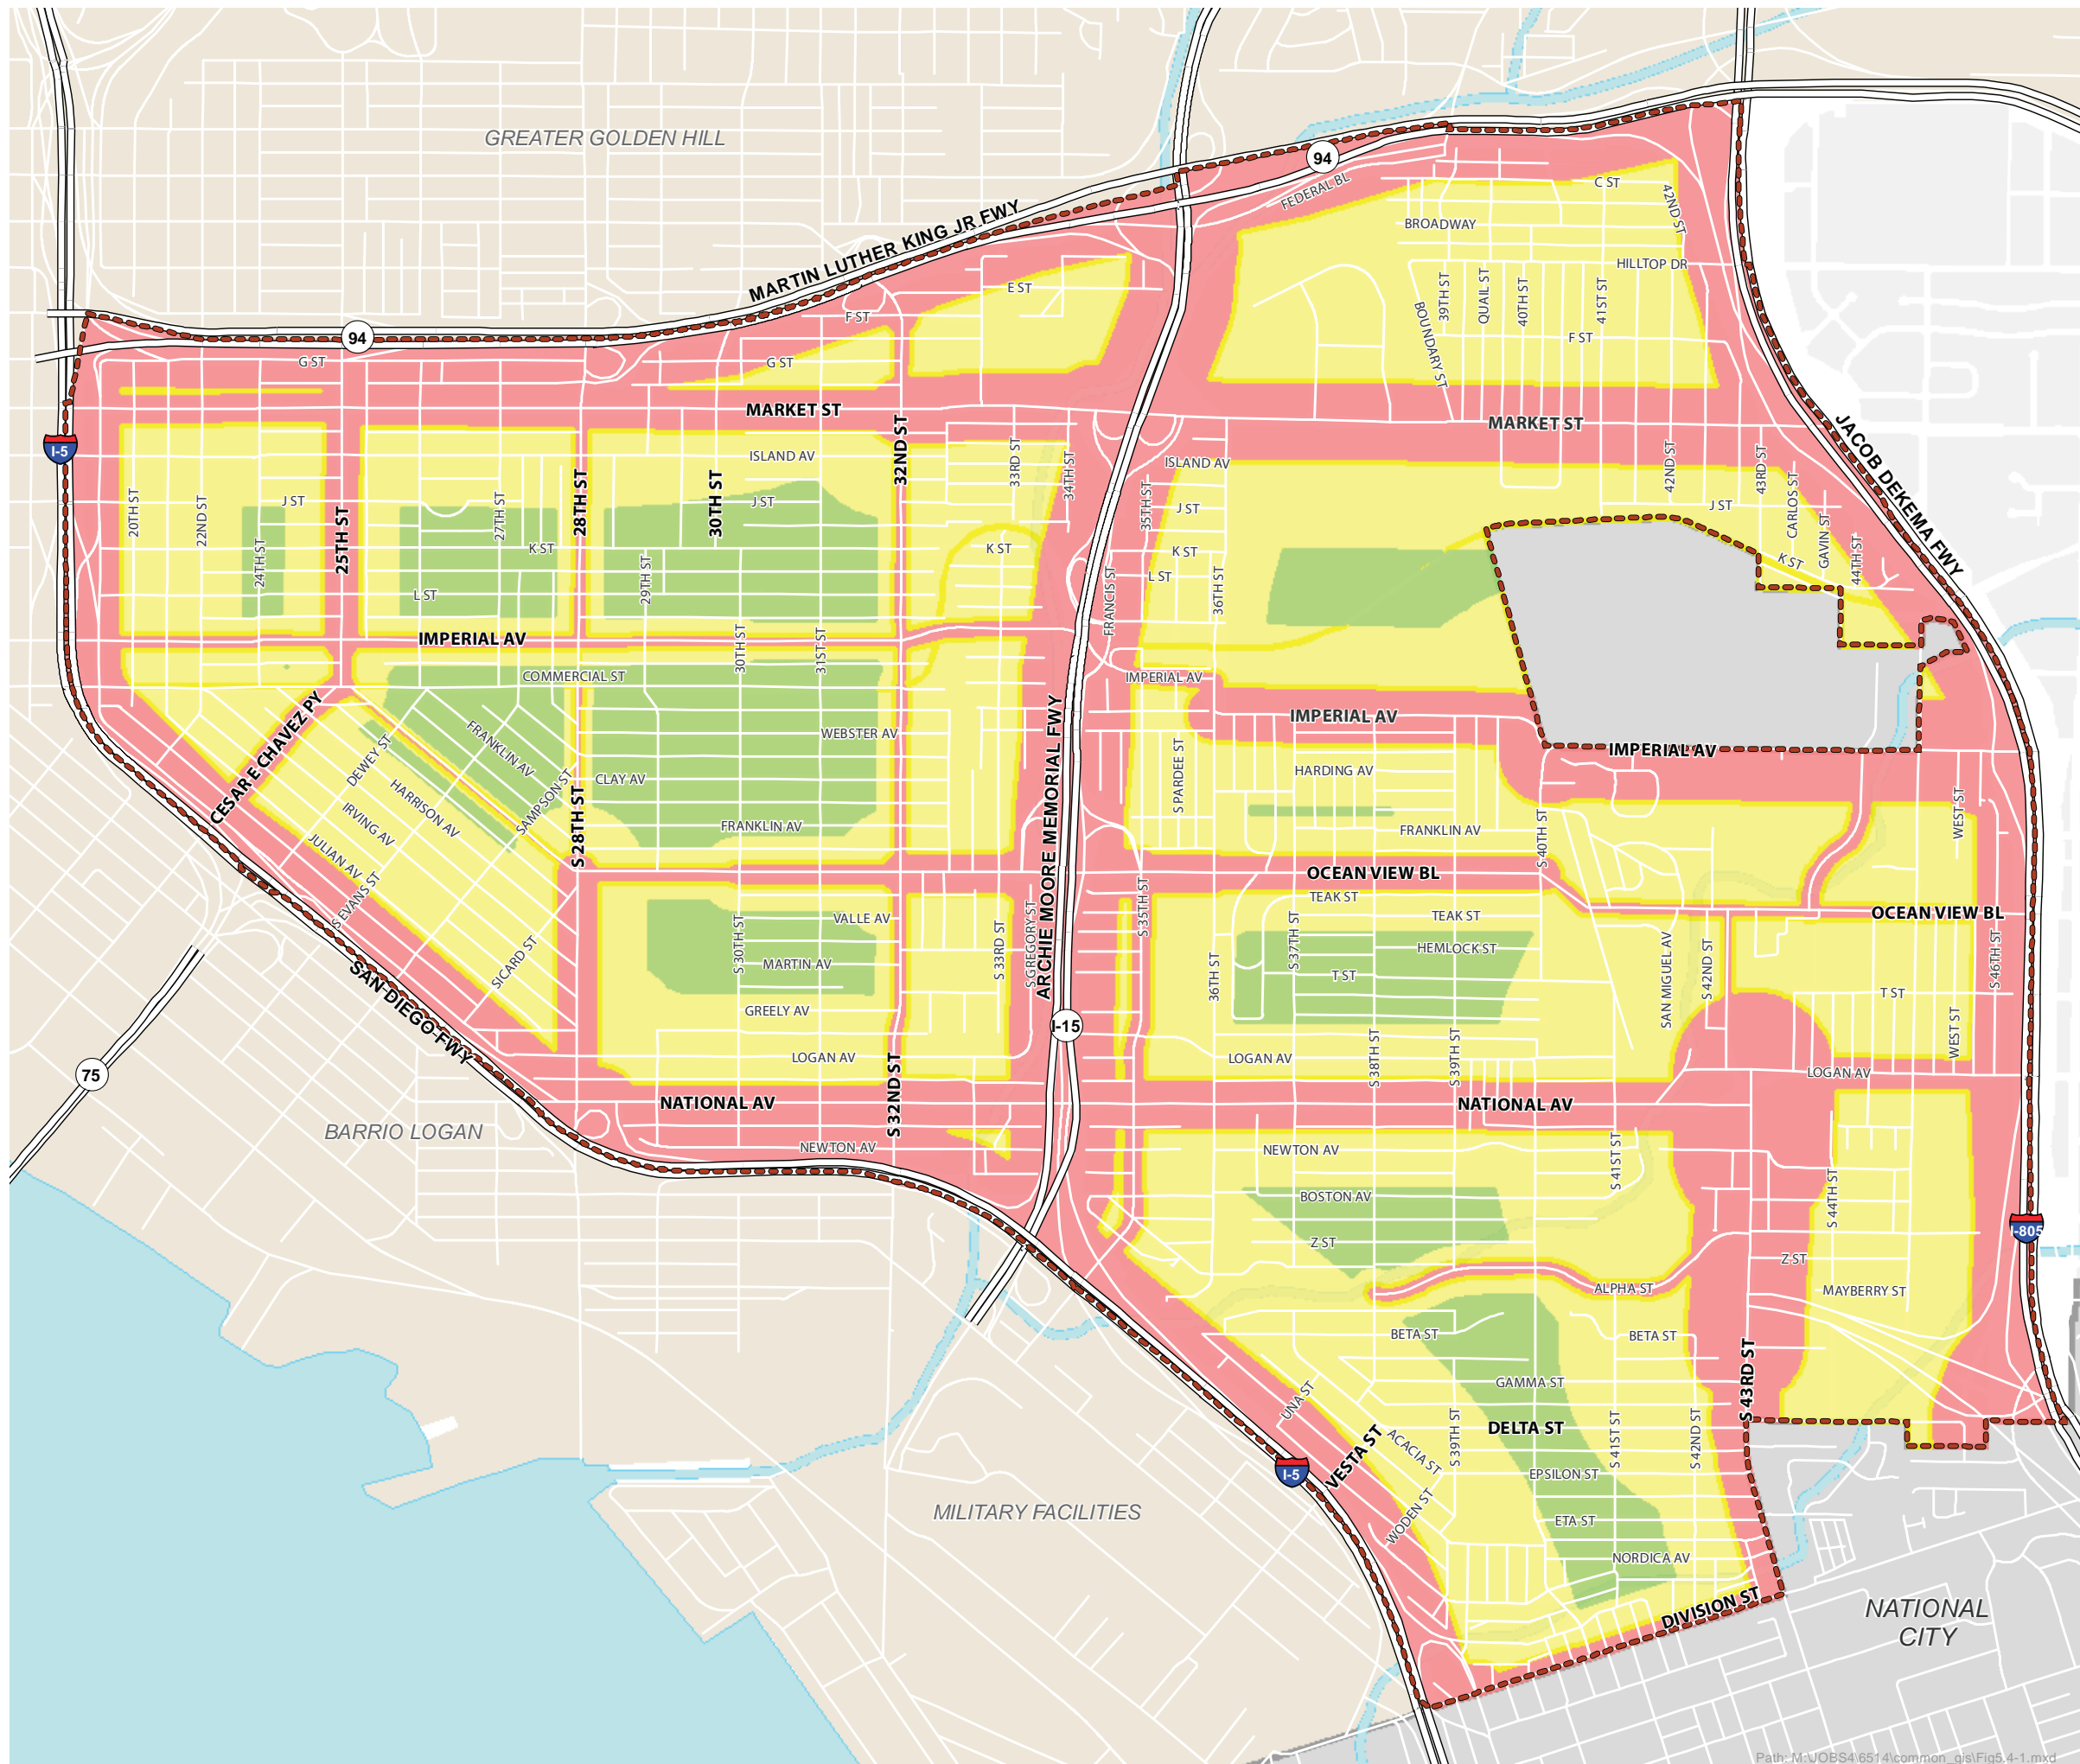 GREATER GOLDEN HILL
94
FEDERAL BL
C ST
42ND ST
BROADWAY
MARTIN LUTHER KING JR FWY
HILLTOP DR
E ST
39TH ST
QUAIL ST
40TH ST
41ST ST
BOUNDARY ST
F ST
94
F ST
G ST
G ST
MARKET ST
MARKET ST
32ND ST
JACOB DEKEMA FWY
I-5
ISLAND AV
33RD ST
34TH ST
ISLAND AV
42ND ST
43RD ST
CARLOS ST
20TH ST
22ND ST
J ST
25TH ST
27TH ST
28TH ST
30TH ST
J ST
35TH ST
J ST
J ST
GAVIN ST
44TH ST
24TH ST
K ST
29TH ST
K ST
K ST
K ST
L ST
L ST
FRANCIS ST
36TH ST
IMPERIAL AV
30TH ST
31ST ST
COMMERCIAL ST
IMPERIAL AV
IMPERIAL AV
IMPERIAL AV
CESAR E CHAVEZ PY
DEWEY ST
FRANKLIN AV
WEBSTER AV
ARCHIE MOORE MEMORIAL FWY
S PARDEE ST
HARDING AV
HARRISON AV
SAMPSON ST
CLAY AV
IRVING AV
S 28TH ST
FRANKLIN AV
FRANKLIN AV
S 40TH ST
WEST ST
JULIAN AV
S EVANS ST
OCEAN VIEW BL
TEAK ST
TEAK ST
OCEAN VIEW BL
VALLE AV
S 30TH ST
S 33RD ST
S GREGORY ST
S 35TH ST
36TH ST
S 37TH ST
HEMLOCK ST
SAN MIGUEL AV
S 42ND ST
S 46TH ST
SICARD ST
MARTIN AV
T ST
T ST
SAN DIEGO FWY
GREELY AV
I-15
WEST ST
LOGAN AV
LOGAN AV
S 38TH ST
S 39TH ST
LOGAN AV
75
S 32ND ST
NATIONAL AV
NATIONAL AV
BARRIO LOGAN
NEWTON AV
NEWTON AV
S 41ST ST
BOSTON AV
S 44TH ST
I-805
Z ST
Z ST
ALPHA ST
MAYBERRY ST
BETA ST
BETA ST
S 43RD ST
GAMMA ST
UNA ST
VESTA ST
ACACIA ST
S 39TH ST
DELTA ST
S 41ST ST
S 42ND ST
I-5
EPSILON ST
MILITARY FACILITIES
WODEN ST
ETA ST
NORDICA AV
DIVISION ST
NATIONAL
CITY
Path: M:\JOBS4\6514\common_gis\Fig5.4-1.mxd